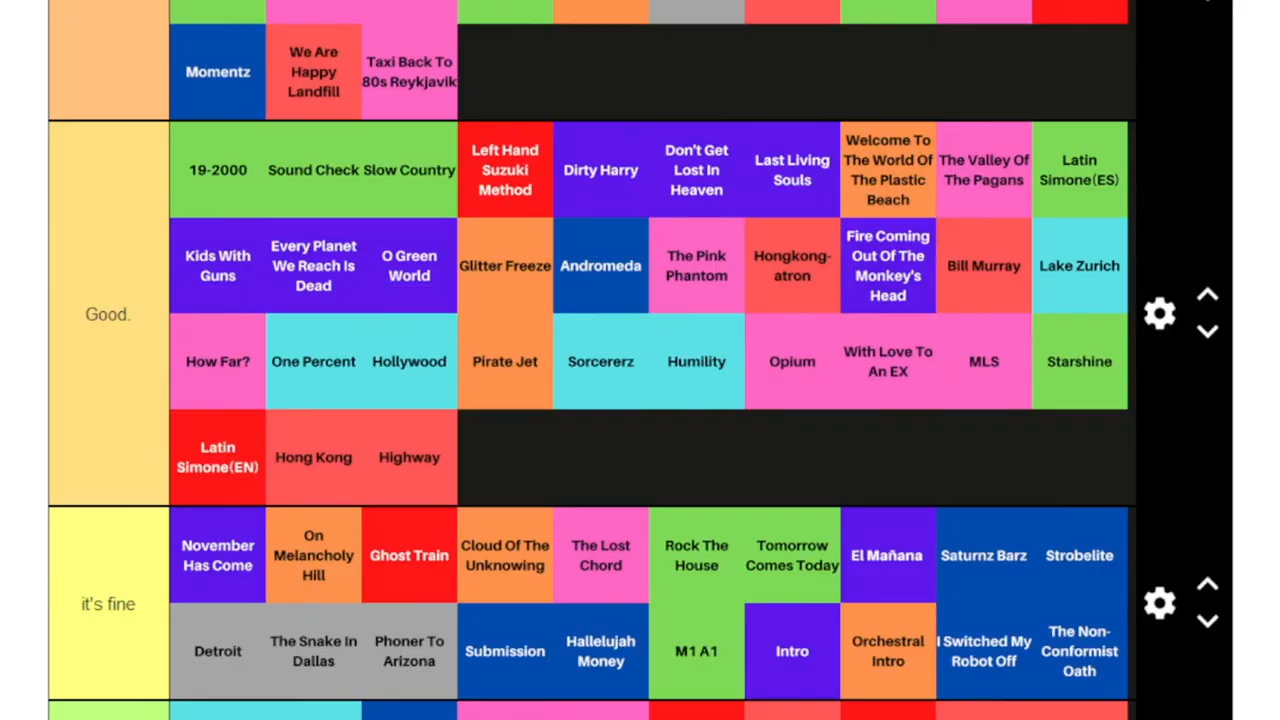 Momentz
We Are
Happy
Landfill
Taxi Back To
80s Reykjavik
Good.
19-2000
Sound Check
Slow Country
Left Hand
Suzuki
Method
Dirty Harry
Don't Get
Lost In
Heaven
Last Living
Souls
Welcome To
The World Of
The Plastic
Beach
The Valley Of
The Pagans
Latin
Simone(ES)
Kids With
Guns
Every Planet
We Reach Is
Dead
O Green
World
Glitter Freeze
Andromeda
The Pink
Phantom
Hongkong-
atron
Fire Coming
Out Of The
Monkey's
Head
Bill Murray
Lake Zurich
How Far?
One Percent
Hollywood
Pirate Jet
Sorcererz
Humility
Opium
With Love To
An EX
MLS
Starshine
Latin
Simone(EN)
Hong Kong
Highway
it's fine
November
Has Come
On
Melancholy
Hill
Ghost Train
Cloud Of The
Unknowing
The Lost
Chord
Rock The
House
Tomorrow
Comes Today
El Mañana
Saturnz Barz
Strobelite
Detroit
The Snake In
Dallas
Phoner To
Arizona
Submission
Hallelujah
Money
M1 A1
Intro
Orchestral
Intro
I Switched My
Robot Off
The Non-
Conformist
Oath